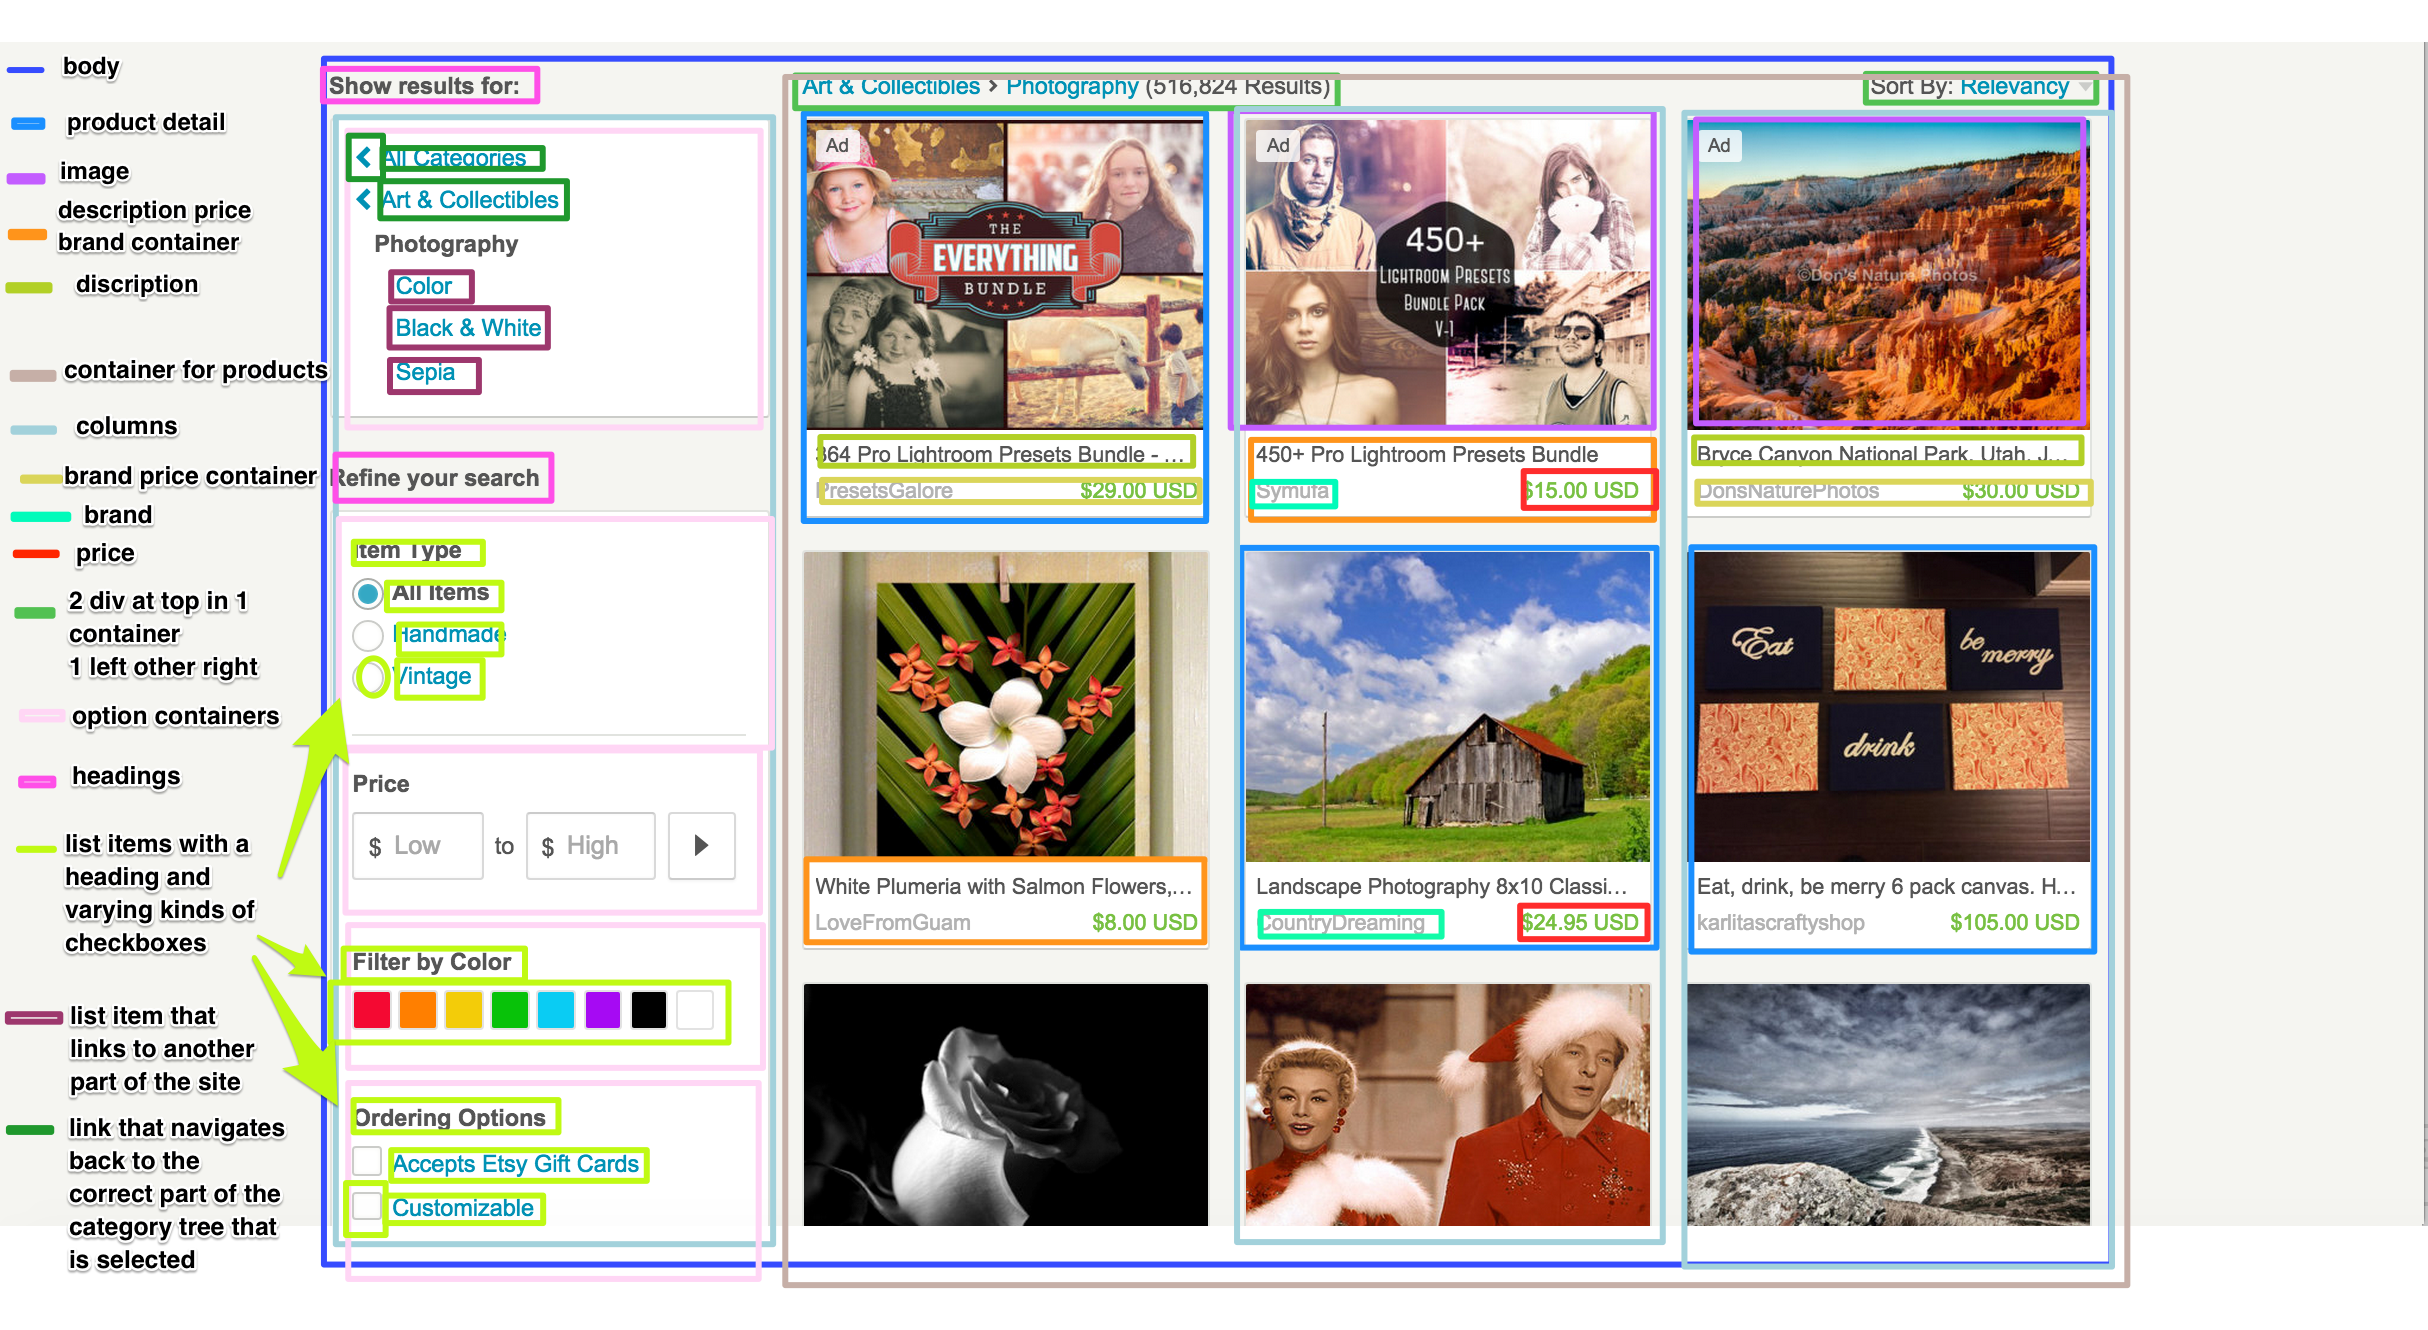 body
product detail
image
description price
brand container
discription
container for products
columns
brand price container
brand
price
2 div at top in 1
container
1 left other right
option containers
headings
list items with a
heading and
varying kinds of
checkboxes
list item that
links to another
part of the site
link that navigates
back to the
correct part of the
category tree that
is selected
Show results for:
All Categories
Art & Collectibles
Photography
Color
Black & White
Sepia
Refine your search
Item Type
All Items
Handmade
Vintage
Price
$ Low to $ High
Filter by Color
Ordering Options
Accepts Etsy Gift Cards
Customizable
Art & Collectibles > Photography (516,824 Results)
Sort By: Relevancy
Ad
THE
EVERYTHING
BUNDLE
364 Pro Lightroom Presets Bundle - ...
PresetsGalore $29.00 USD
Ad
450+
LIGHTROOM PRESETS
BUNDLE PACK
V-1
450+ Pro Lightroom Presets Bundle
Symufa $15.00 USD
Ad
©Don's Nature Photos
Bryce Canyon National Park, Utah, J...
DonsNaturePhotos $30.00 USD
White Plumeria with Salmon Flowers,...
LoveFromGuam $8.00 USD
Landscape Photography 8x10 Classi...
CountryDreaming $24.95 USD
Eat
be
merry
drink
Eat, drink, be merry 6 pack canvas. H...
karlitascraftyshop $105.00 USD